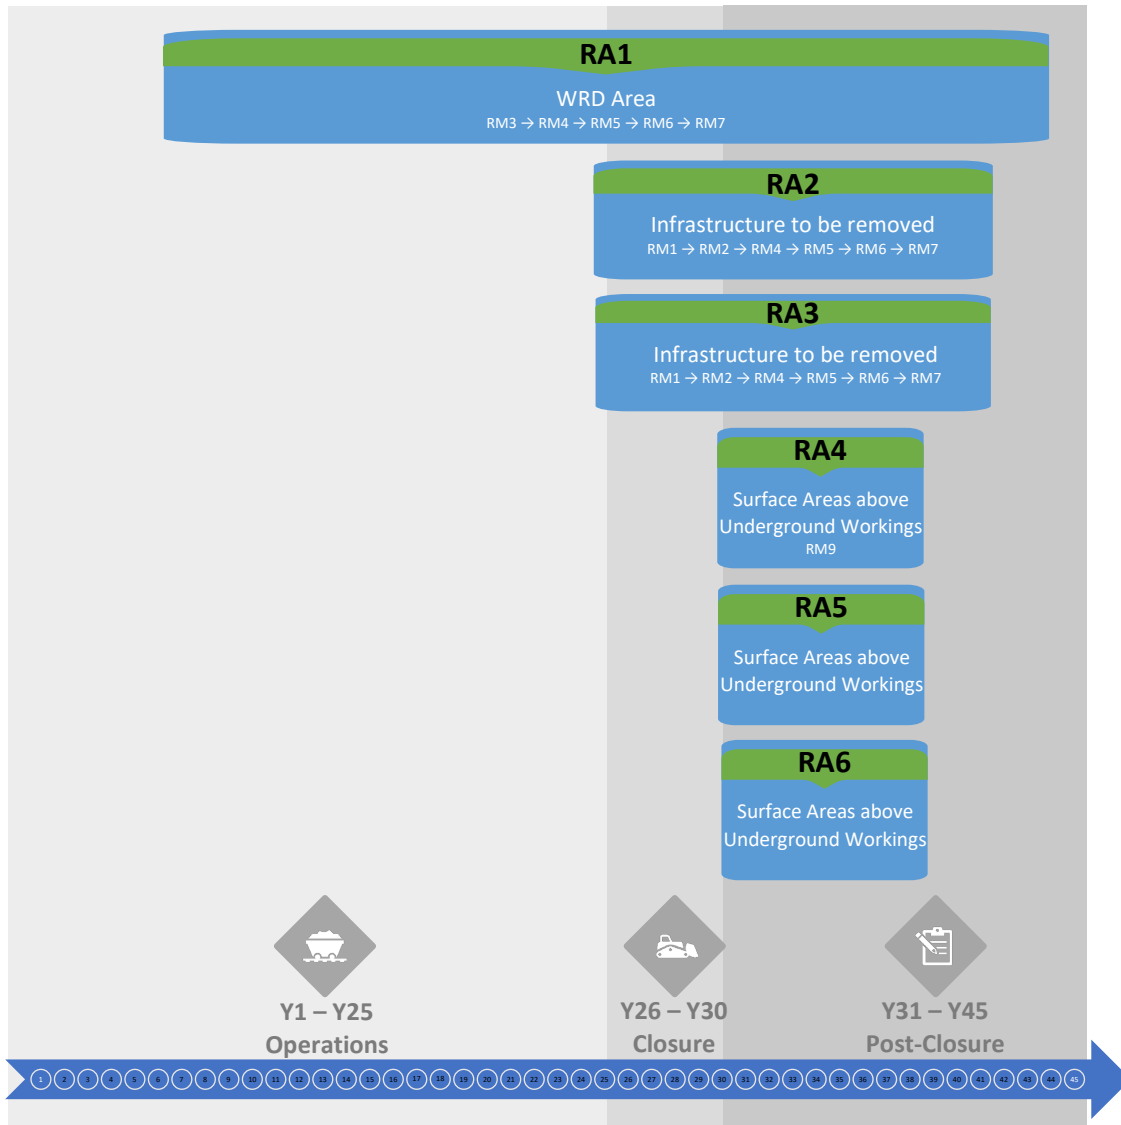 RA1
WRD Area
RM3 → RM4 → RM5 → RM6 → RM7
RA2
Infrastructure to be removed
RM1 → RM2 → RM4 → RM5 → RM6 → RM7
RA3
Infrastructure to be removed
RM1 → RM2 → RM4 → RM5 → RM6 → RM7
RA4
Surface Areas above
Underground Workings
RM9
RA5
Surface Areas above
Underground Workings
RA6
Surface Areas above
Underground Workings
Y1 – Y25
Operations
Y26 – Y30
Closure
Y31 – Y45
Post-Closure
1 2 3 4 5 6 7 8 9 10 11 12 13 14 15 16 17 18 19 20 21 22 23 24 25 26 27 28 29 30 31 32 33 34 35 36 37 38 39 40 41 42 43 44 45